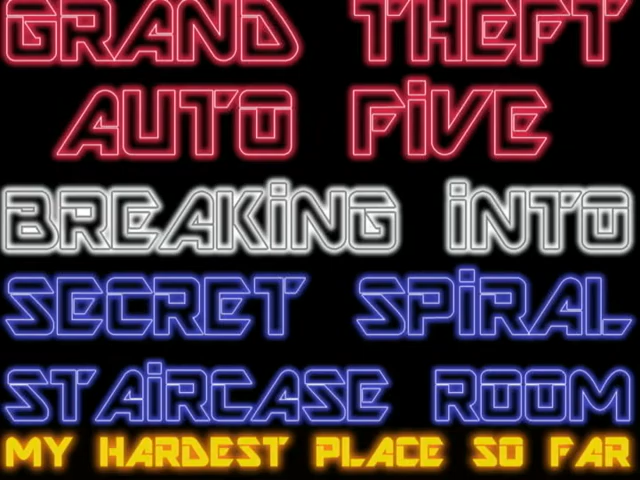 GRAND THEFT
AUTO FiVE
BREAKiNG iNTO
SECRET SPiRAL
STAiRCASE ROOM
MY HARDEST PLACE SO FAR